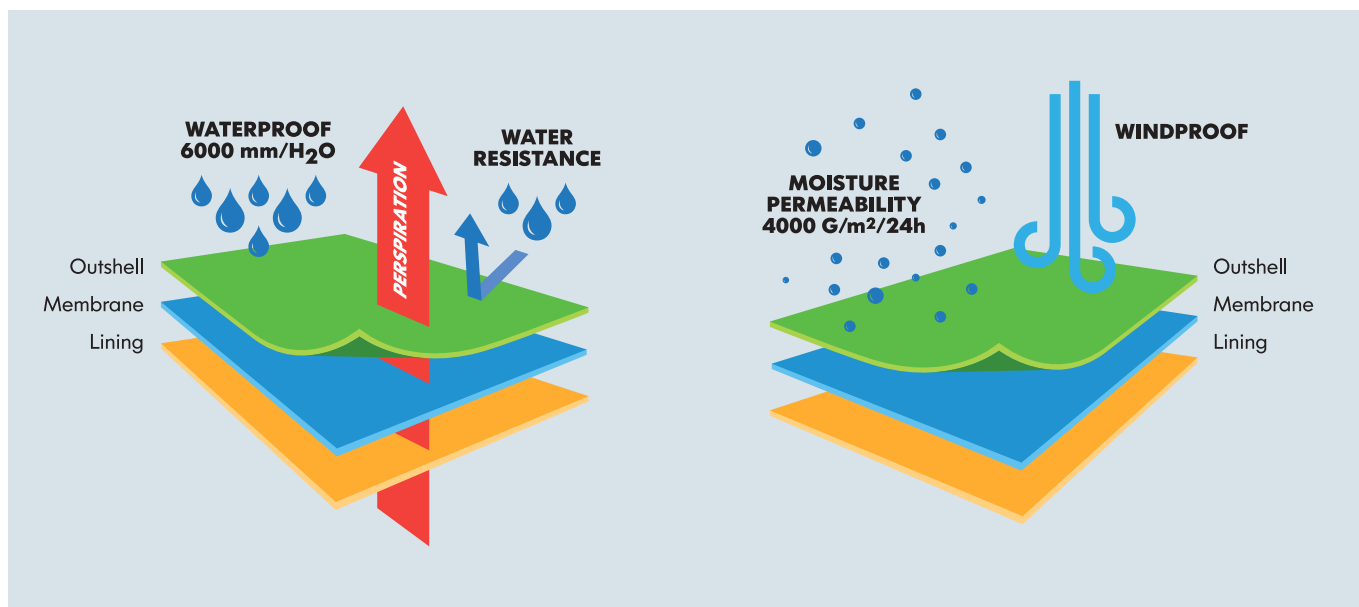 WATERPROOF
6000 mm/H₂O
PERSPIRATION
WATER
RESISTANCE
Outshell
Membrane
Lining
MOISTURE
PERMEABILITY
4000 G/m²/24h
WINDPROOF
Outshell
Membrane
Lining